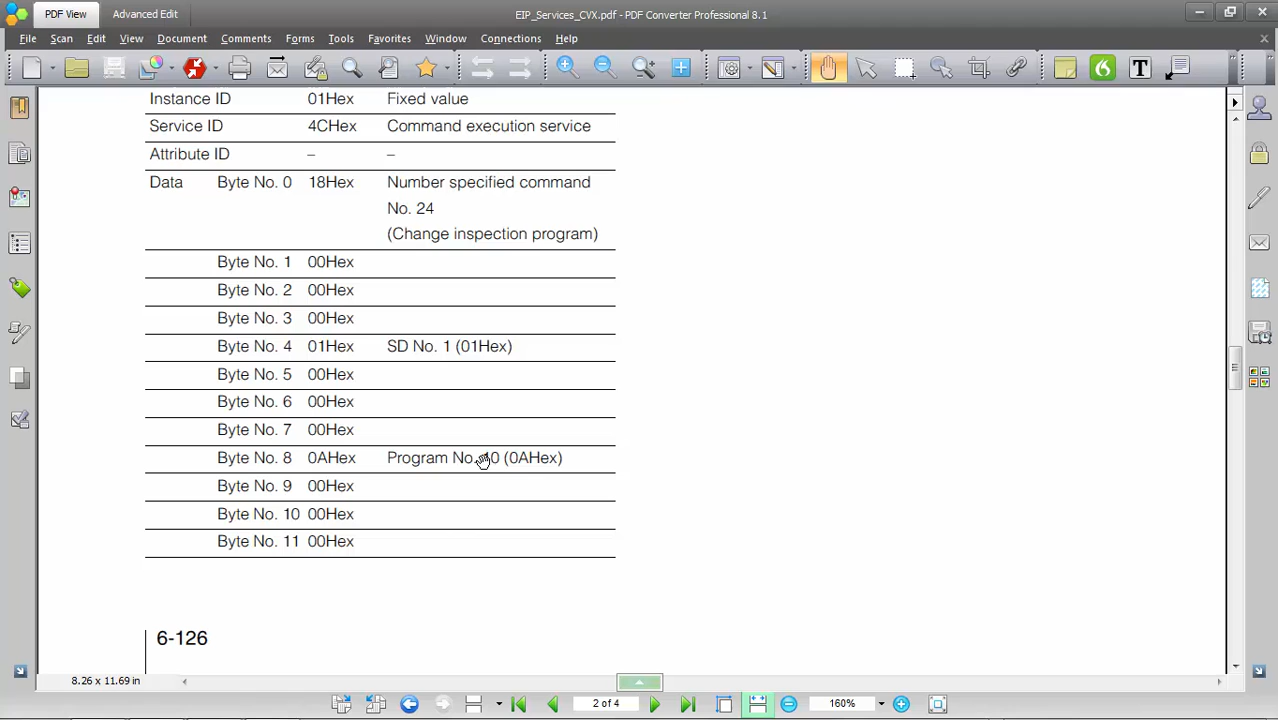 PDF View
Advanced Edit
EIP_Services_CVX.pdf - PDF Converter Professional 8.1
File Scan Edit View Document Comments Forms Tools Favorites Window Connections Help
Instance ID 01Hex Fixed value
Service ID 4CHex Command execution service
Attribute ID – –
Data Byte No. 0 18Hex Number specified command
No. 24
(Change inspection program)
Byte No. 1 00Hex
Byte No. 2 00Hex
Byte No. 3 00Hex
Byte No. 4 01Hex SD No. 1 (01Hex)
Byte No. 5 00Hex
Byte No. 6 00Hex
Byte No. 7 00Hex
Byte No. 8 0AHex Program No. 10 (0AHex)
Byte No. 9 00Hex
Byte No. 10 00Hex
Byte No. 11 00Hex
6-126
8.26 x 11.69 in
2 of 4
160%